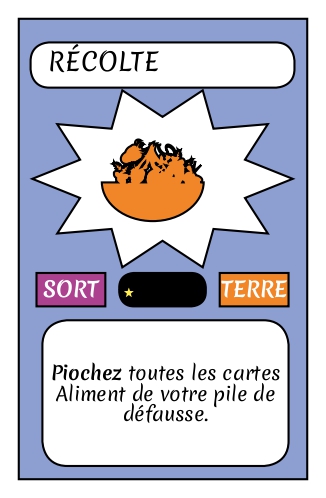 RÉCOLTE
SORT
TERRE
Piochez toutes les cartes
Aliment de votre pile de
défausse.